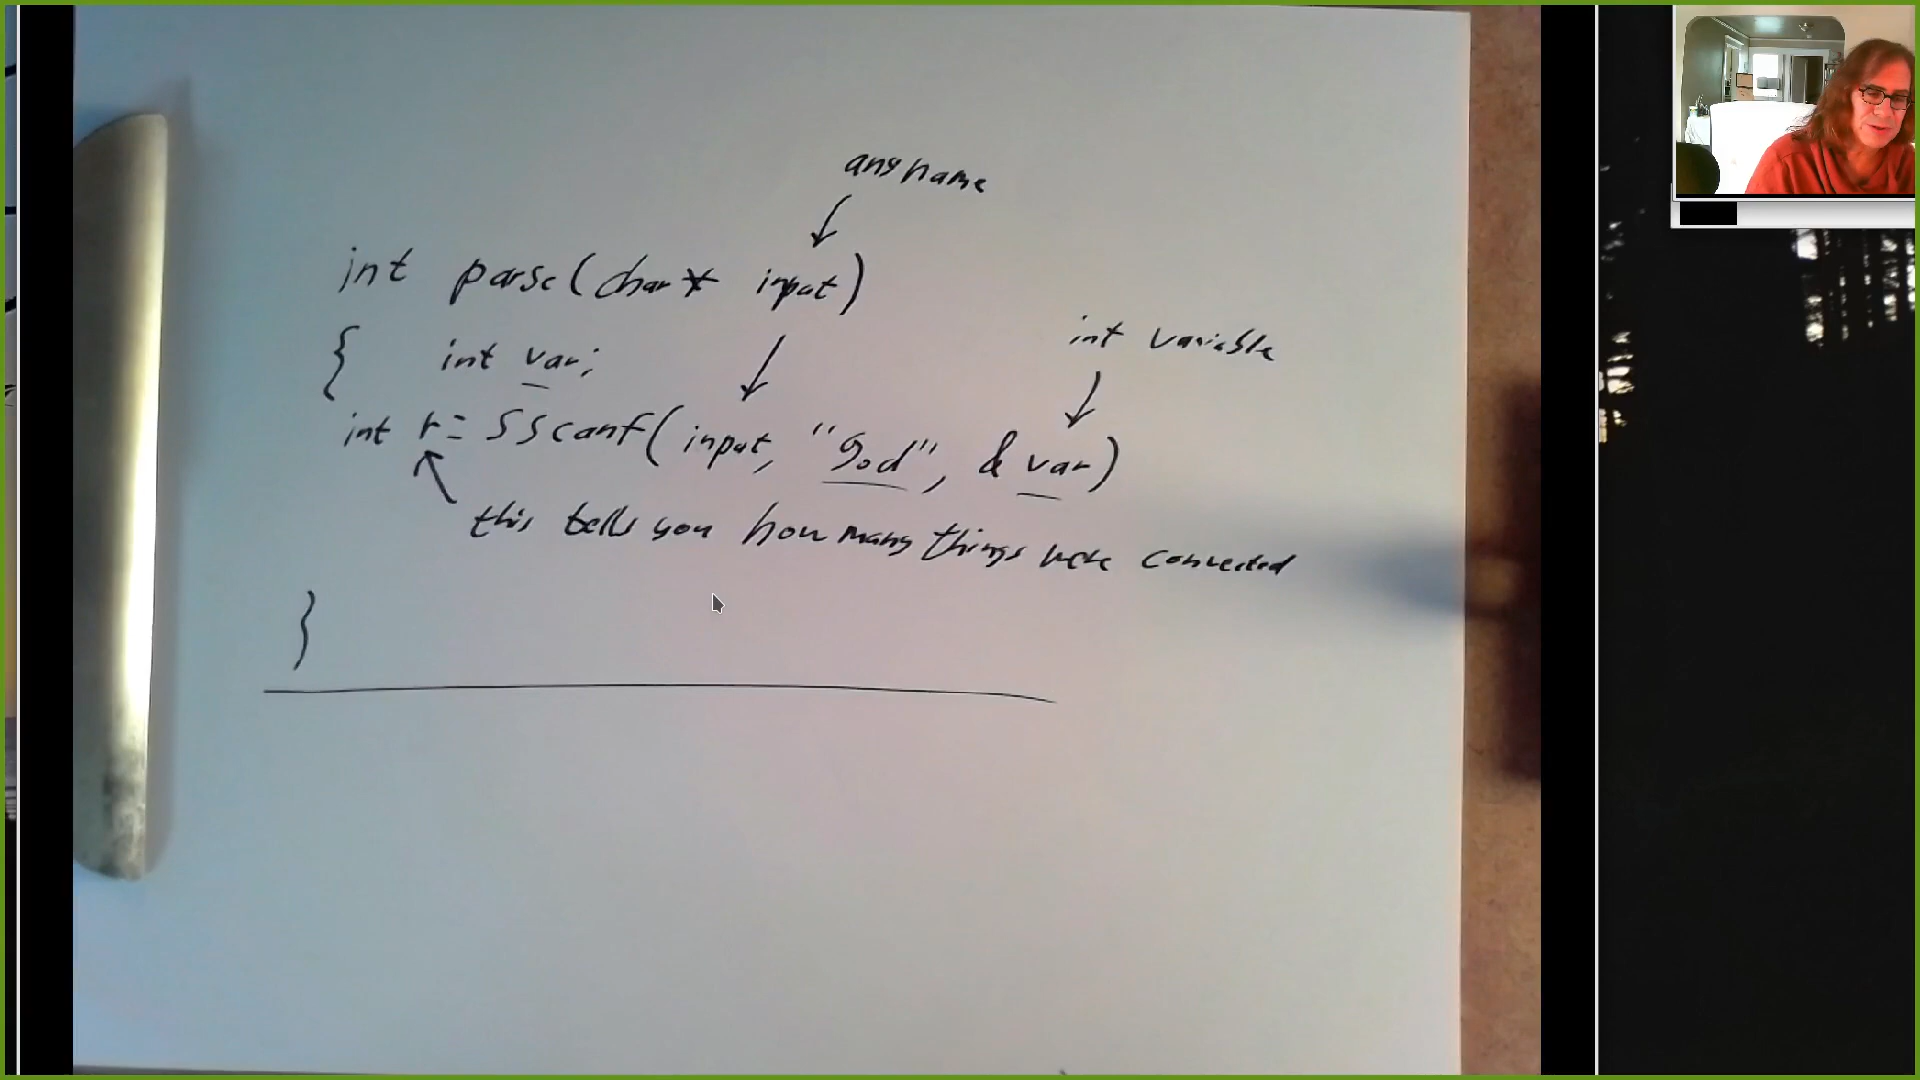 any name
int parse(char* input)
{ int var;
int variable
int r= sscanf(input, "%d", & var)
this tells you how many things were converted
}